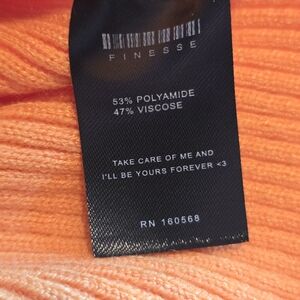 FINESSE
53% POLYAMIDE
47% VISCOSE
TAKE CARE OF ME AND
I'LL BE YOURS FOREVER <3
RN 160568